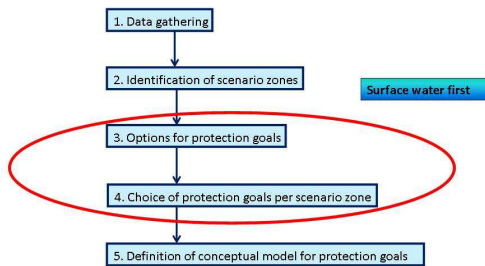 1. Data gathering
2. Identification of scenario zones
Surface water first
3. Options for protection goals
4. Choice of protection goals per scenario zone
5. Definition of conceptual model for protection goals